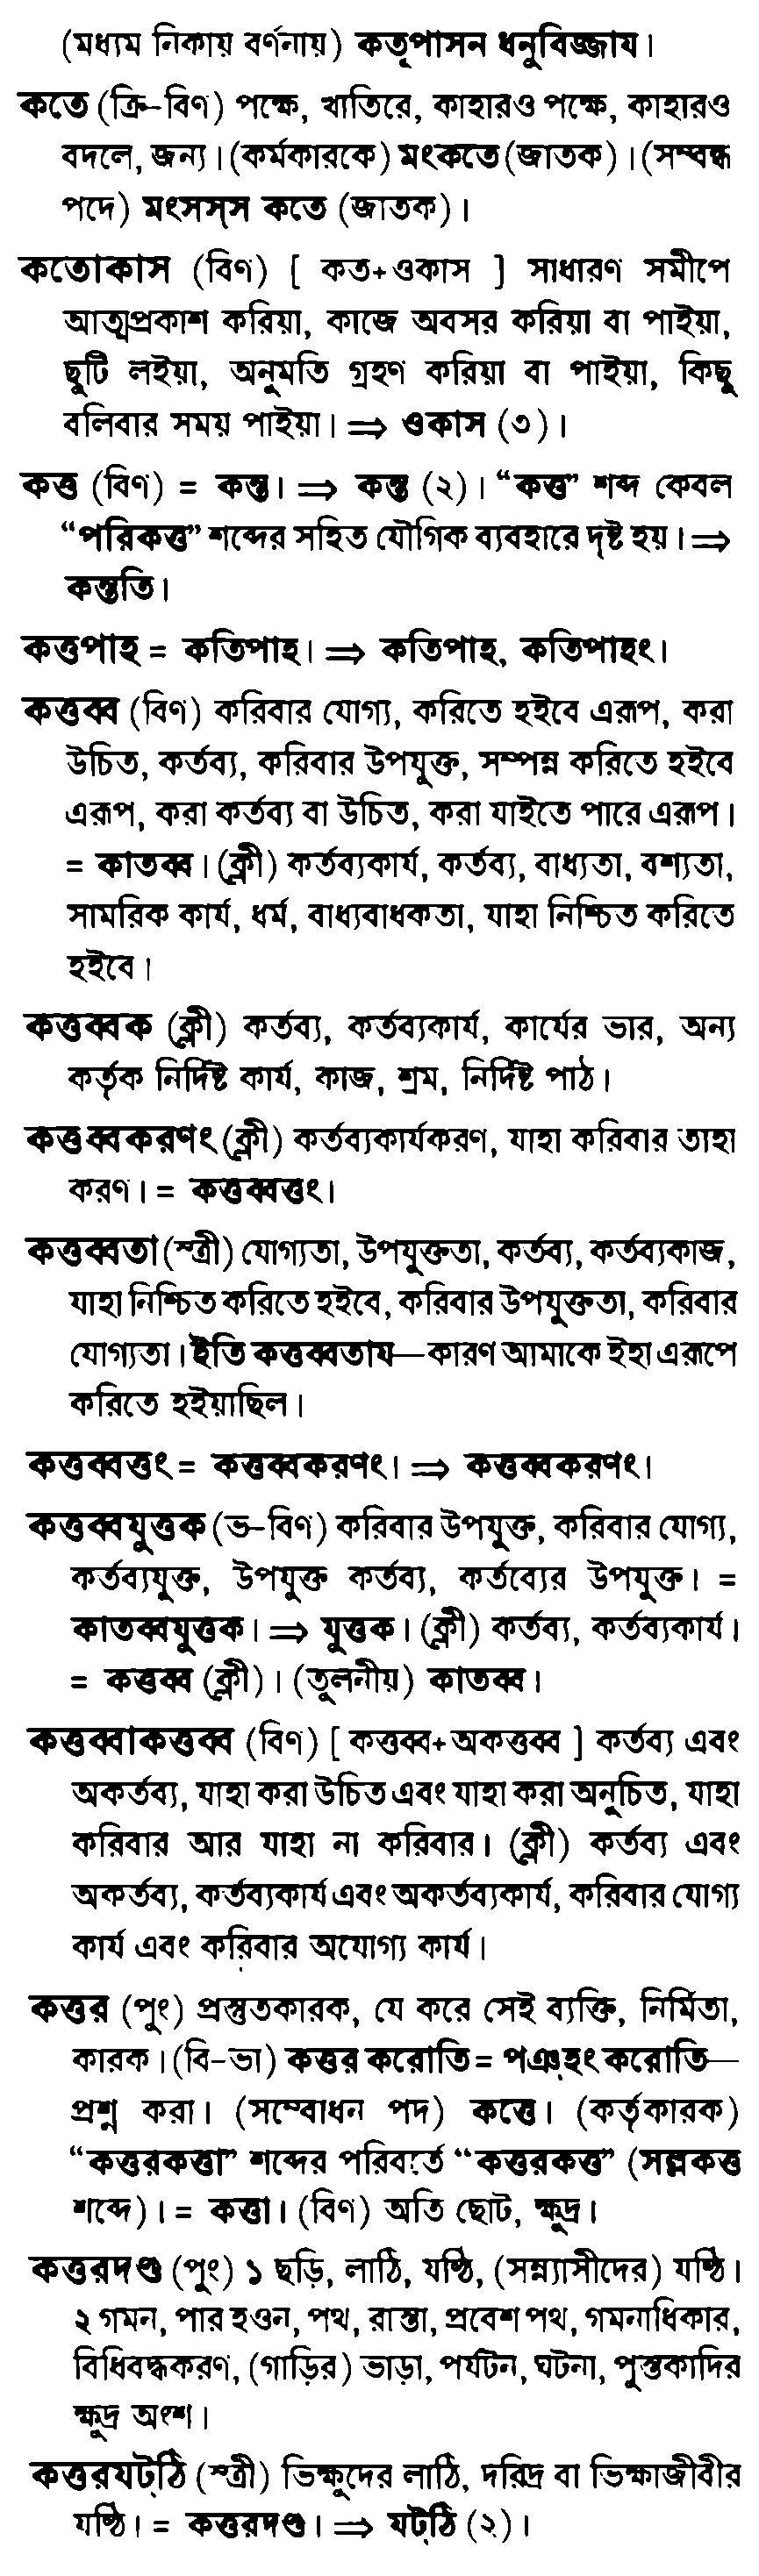 (মধ্যম নিকায় বর্ণনায়) কতূপাসন ধনুবিজ্জায।
কতে (ক্রি-বিণ) পক্ষে, খাতিরে, কাহারও পক্ষে, কাহারও
বদলে, জন্য। (কর্মকারকে) মংকতে (জাতক)। (সম্বন্ধ
পদে) মংসস্স কতে (জাতক)।
কতোকাস (বিণ) [ কত+ওকাস ] সাধারণ সমীপে
আত্মপ্রকাশ করিয়া, কাজে অবসর করিয়া বা পাইয়া,
ছুটি লইয়া, অনুমতি গ্রহণ করিয়া বা পাইয়া, কিছু
বলিবার সময় পাইয়া। ⇒ ওকাস (৩)।
কত্ত (বিণ) = কন্ত। ⇒ কন্ত (২)। “কত্ত” শব্দ কেবল
“পরিকত্ত” শব্দের সহিত যৌগিক ব্যবহারে দৃষ্ট হয়। ⇒
কন্ততি।
কত্তুপাহ = কতিপাহ। ⇒ কতিপাহ, কতিপাহং।
কত্তব্ব (বিণ) করিবার যোগ্য, করিতে হইবে এরূপ, করা
উচিত, কর্তব্য, করিবার উপযুক্ত, সম্পন্ন করিতে হইবে
এরূপ, করা কর্তব্য বা উচিত, করা যাইতে পারে এরূপ।
= কাতব্ব। (ক্লী) কর্তব্যকার্য, কর্তব্য, বাধ্যতা, বশ্যতা,
সামরিক কার্য, ধর্ম, বাধ্যবাধকতা, যাহা নিশ্চিত করিতে
হইবে।
কত্তব্বক (ক্লী) কর্তব্য, কর্তব্যকার্য, কার্যের ভার, অন্য
কর্তৃক নির্দিষ্ট কার্য, কাজ, শ্রম, নির্দিষ্ট পাঠ।
কত্তব্বকরণং (ক্লী) কর্তব্যকার্যকরণ, যাহা করিবার তাহা
করণ। = কত্তব্বত্তং।
কত্তব্বতা (স্ত্রী) যোগ্যতা, উপযুক্ততা, কর্তব্য, কর্তব্যকাজ,
যাহা নিশ্চিত করিতে হইবে, করিবার উপযুক্ততা, করিবার
যোগ্যতা। ইতি কত্তব্বতায—কারণ আমাকে ইহা এরূপে
করিতে হইয়াছিল।
কত্তব্বত্তং = কত্তব্বকরণং। ⇒ কত্তব্বকরণং।
কত্তব্বযুত্তক (ভ-বিণ) করিবার উপযুক্ত, করিবার যোগ্য,
কর্তব্যযুক্ত, উপযুক্ত কর্তব্য, কর্তব্যের উপযুক্ত। =
কাতব্বযুত্তক। ⇒ যুত্তক। (ক্লী) কর্তব্য, কর্তব্যকার্য।
= কত্তব্ব (ক্লী)। (তুলনীয়) কাতব্ব।
কত্তব্বাকত্তব্ব (বিণ) [ কত্তব্ব+অকত্তব্ব ] কর্তব্য এবং
অকর্তব্য, যাহা করা উচিত এবং যাহা করা অনুচিত, যাহা
করিবার আর যাহা না করিবার। (ক্লী) কর্তব্য এবং
অকর্তব্য, কর্তব্যকার্য এবং অকর্তব্যকার্য, করিবার যোগ্য
কার্য এবং করিবার অযোগ্য কার্য।
কত্তর (পুং) প্রস্তুতকারক, যে করে সেই ব্যক্তি, নির্মিতা,
কারক। (বি-ভা) কত্তর করোতি = পঞ্হং করোতি—
প্রশ্ন করা। (সম্বোধন পদ) কত্তে। (কর্তৃকারক)
“কত্তরকত্তা” শব্দের পরিবর্তে “কত্তরকত্ত” (সল্লকত্ত
শব্দে)। = কত্তা। (বিণ) অতি ছোট, ক্ষুদ্র।
কত্তরদণ্ড (পুং) ১ ছড়ি, লাঠি, যষ্ঠি, (সন্ন্যাসীদের) যষ্ঠি।
২ গমন, পার হওন, পথ, রাস্তা, প্রবেশ পথ, গমনাধিকার,
বিধিবদ্ধকরণ, (গাড়ির) ভাড়া, পর্যটন, ঘটনা, পুস্তকাদির
ক্ষুদ্র অংশ।
কত্তরযট্ঠি (স্ত্রী) ভিক্ষুদের লাঠি, দরিদ্র বা ভিক্ষাজীবীর
যষ্ঠি। = কত্তরদণ্ড। ⇒ যট্ঠি (২)।